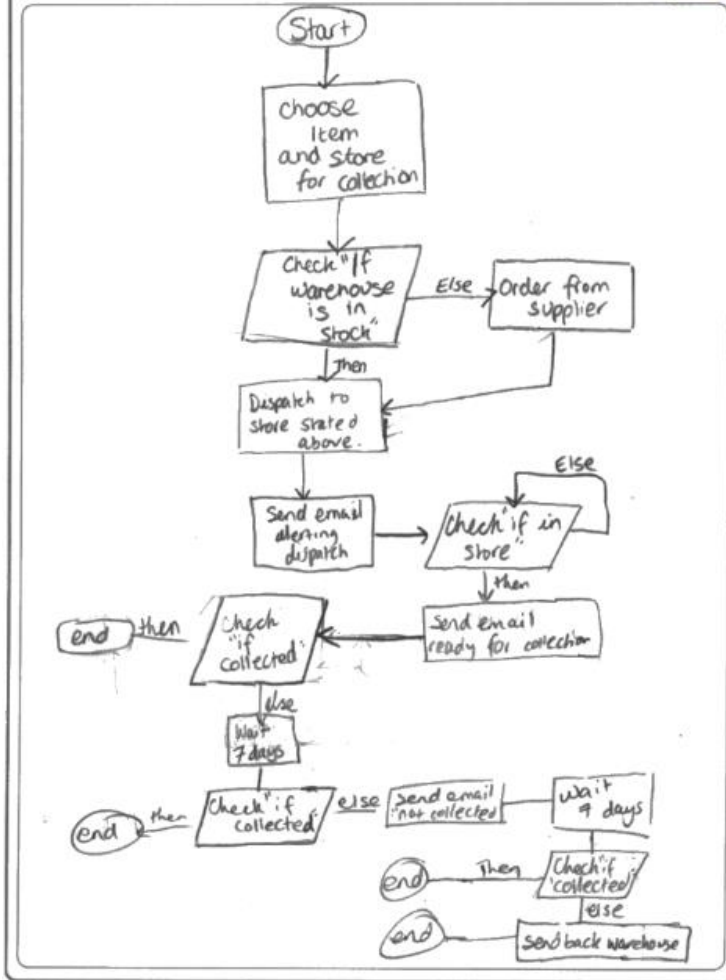 Start
Choose
Item
and store
for collection
Check "If
warehouse
is in
stock"
Else
Order from
supplier
Then
Dispatch to
store stated
above.
Send email
alerting
dispatch
Else
Check "if in
store"
then
Send email
ready for collection
Check
"if
collected"
then
end
else
Wait
7 days
Check "if
collected"
then
end
else
Send email
"not collected"
Wait
7 days
Check "if
"collected"
Then
end
else
Send back warehouse
end